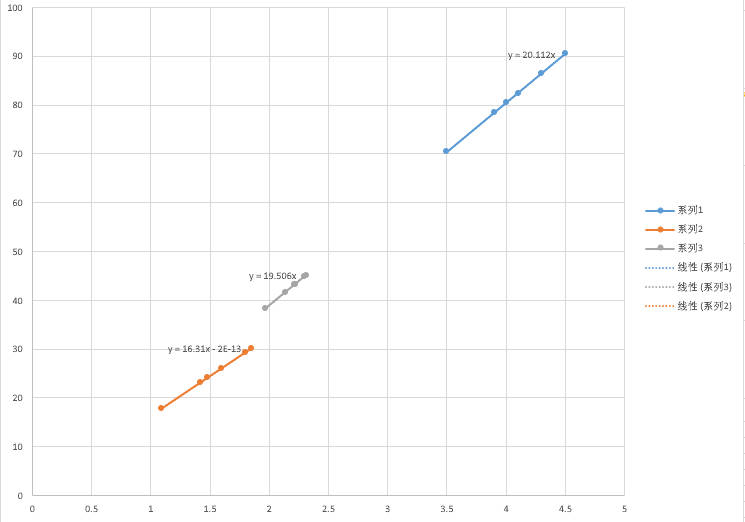 100
90
80
70
60
50
40
30
20
10
0
0 0.5 1 1.5 2 2.5 3 3.5 4 4.5 5
y = 20.112x
y = 19.506x
y = 16.31x - 2E-13
系列1
系列2
系列3
线性 (系列1)
线性 (系列3)
线性 (系列2)